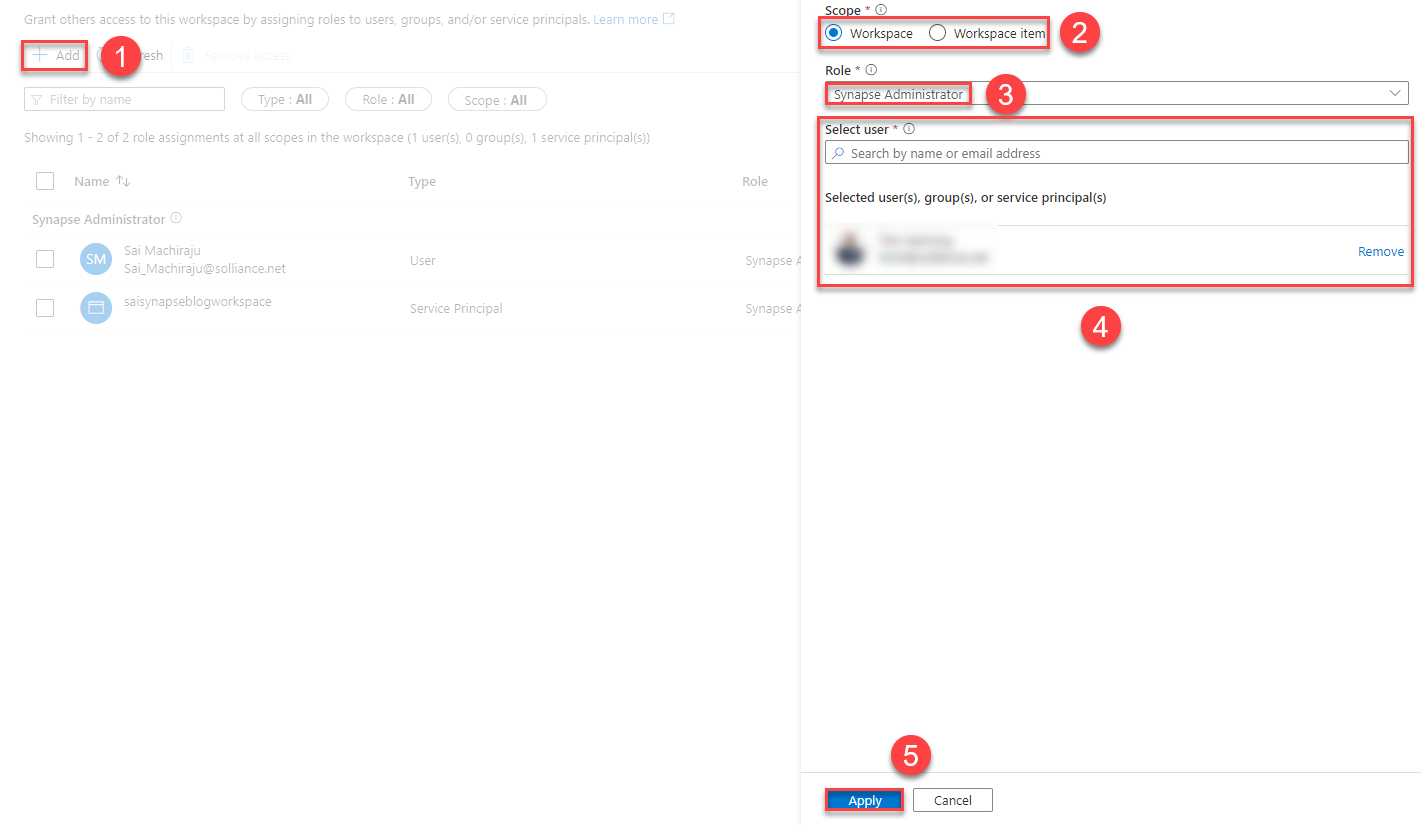 Grant others access to this workspace by assigning roles to users, groups, and/or service principals. Learn more
Add
1
resh
Remove access
Filter by name
Type : All
Role : All
Scope : All
Showing 1 - 2 of 2 role assignments at all scopes in the workspace (1 user(s), 0 group(s), 1 service principal(s))
Name
Type
Role
Synapse Administrator
SM
Sai Machiraju
Sai_Machiraju@solliance.net
User
Synapse A
saisynapseblogworkspace
Service Principal
Synapse A
Scope *
Workspace
Workspace item
2
Role *
Synapse Administrator
3
Select user *
Search by name or email address
Selected user(s), group(s), or service principal(s)
Remove
4
5
Apply
Cancel